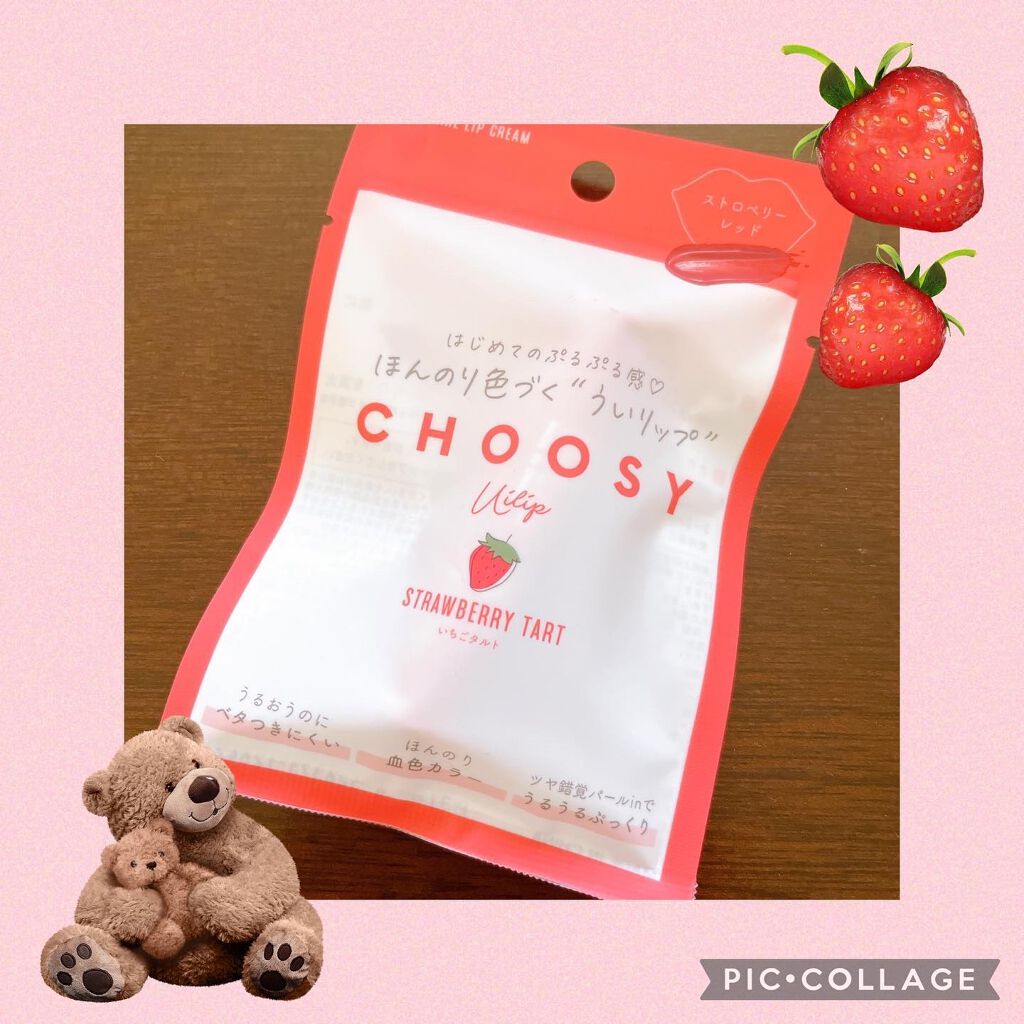 LIP CREAM
ストロベリー
レッド
はじめてのぷるぷる感♡
ほんのり色づく“ういリップ”
CHOOSY
Uilip
STRAWBERRY TART
いちごタルト
うるおうのに
ベタつきにくい
ほんのり
血色カラー
ツヤ錯覚パールinで
うるうるぷっくり
PIC•COLLAGE